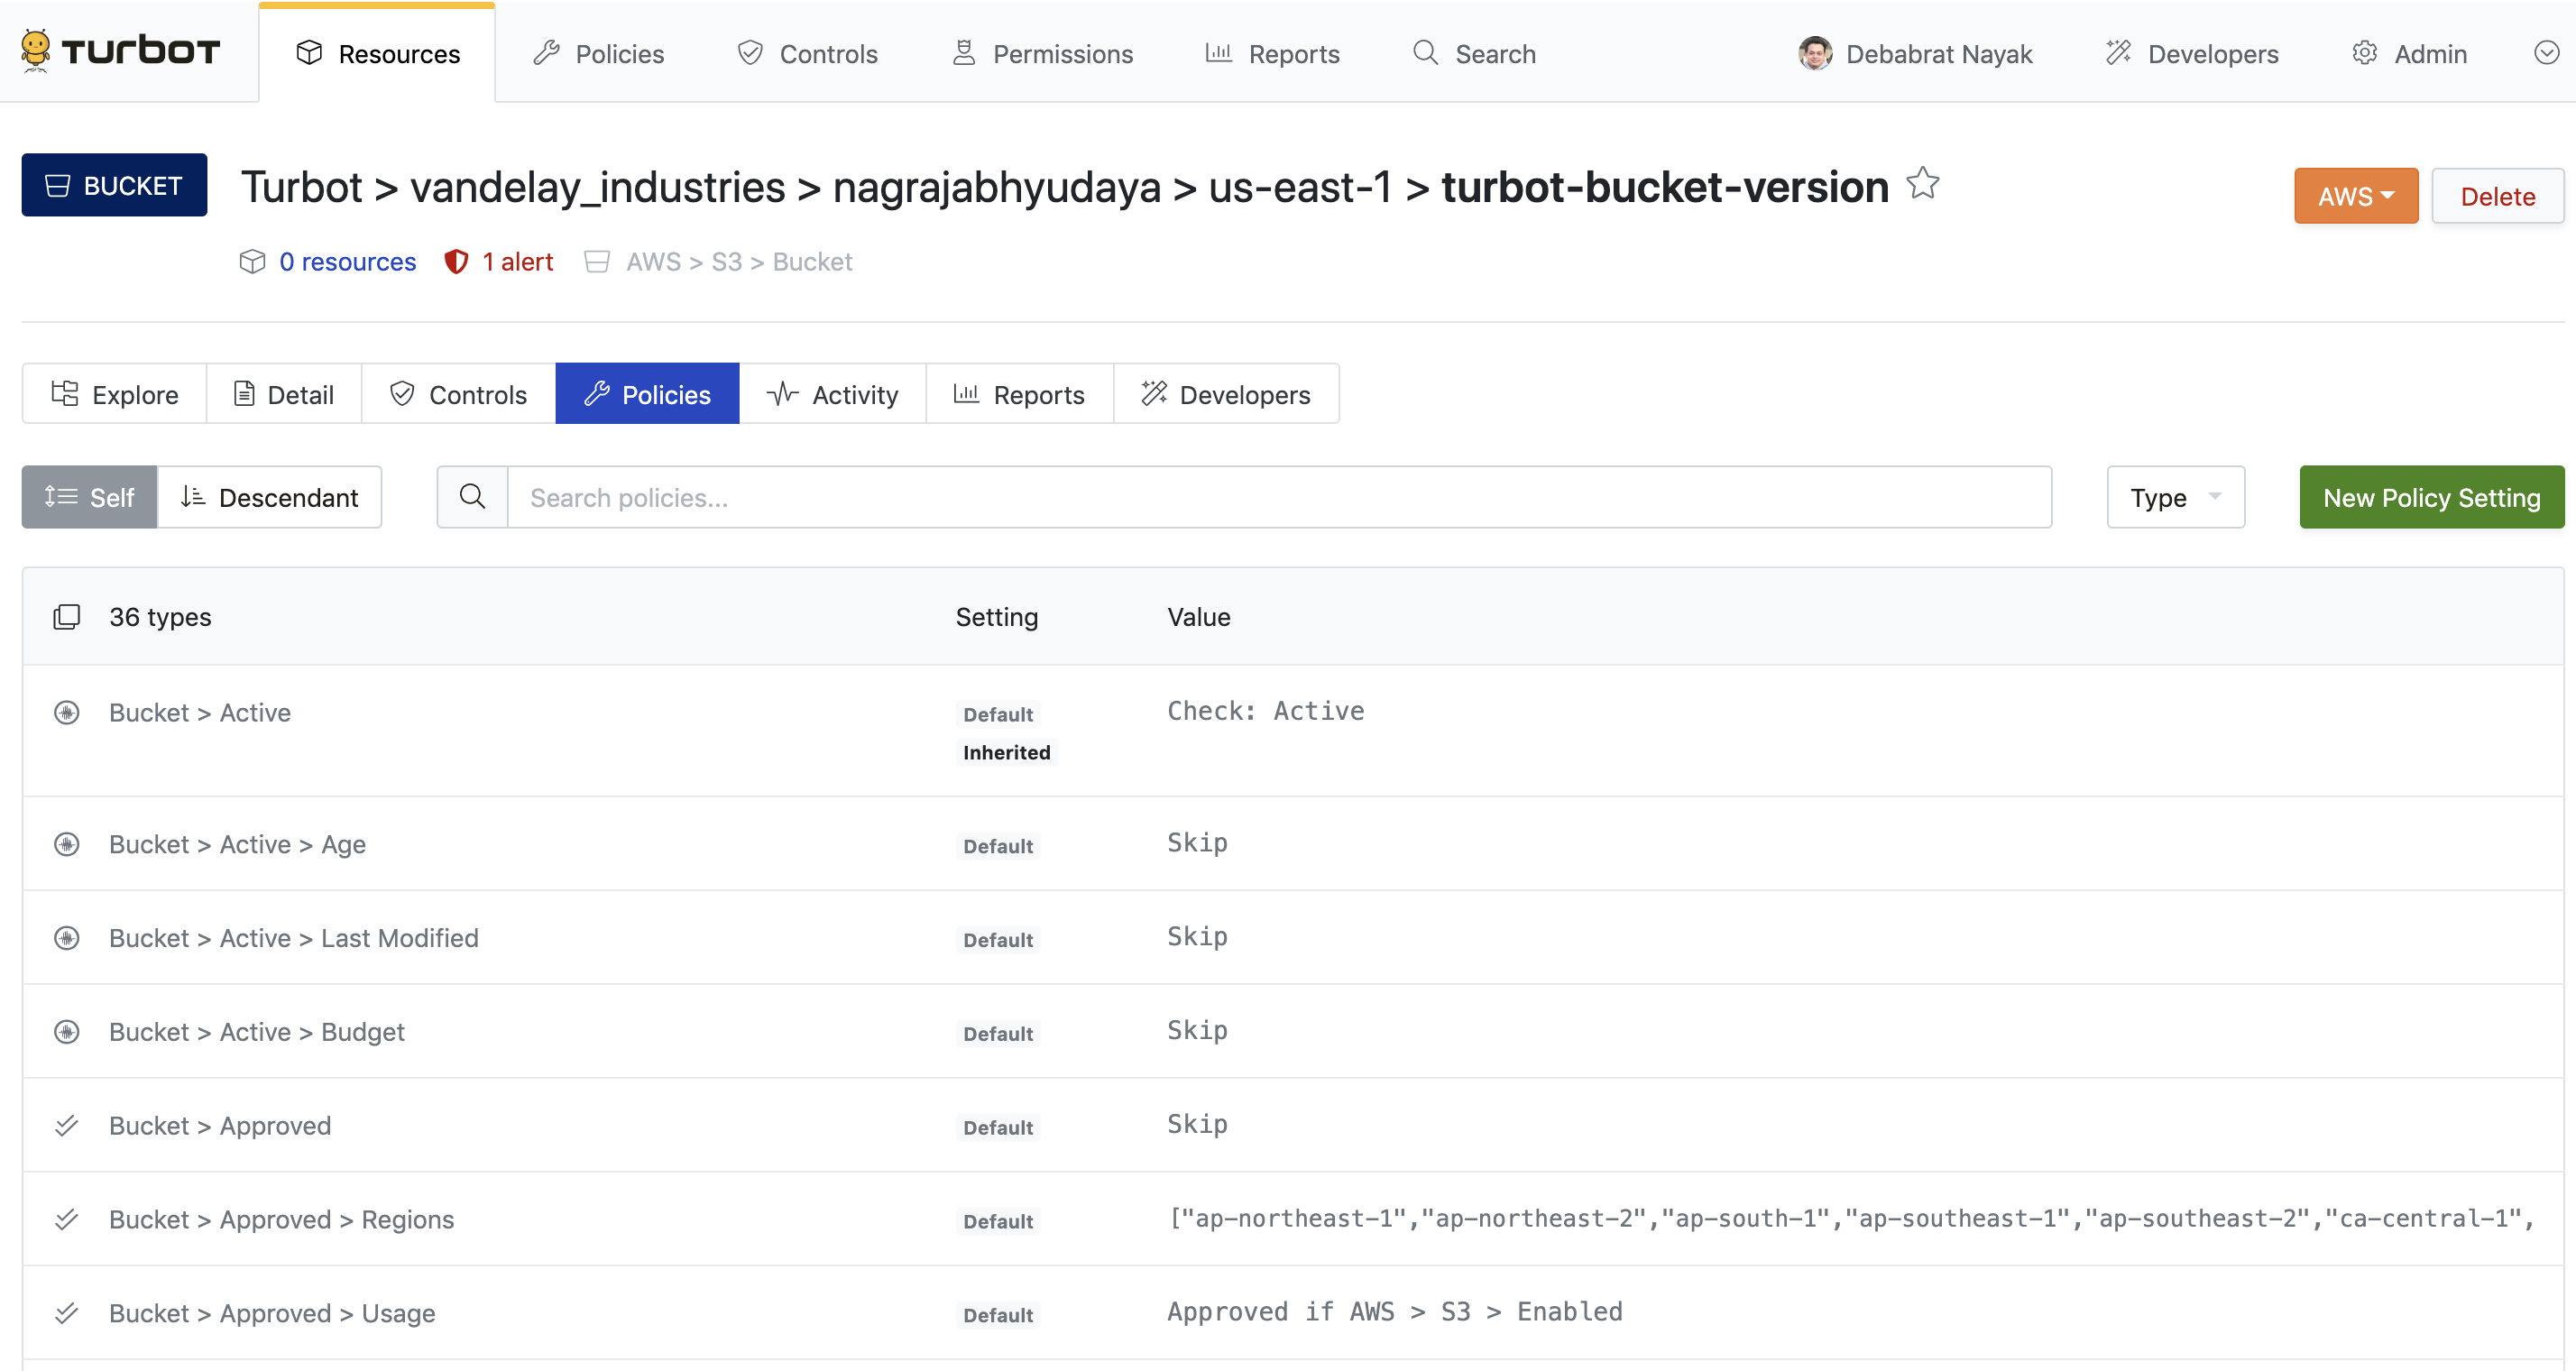 TURBOT Resources Policies Controls Permissions Reports Search Debabrat Nayak Developers Admin
BUCKET Turbot > vandelay_industries > nagrajabhyudaya > us-east-1 > turbot-bucket-version AWS Delete
0 resources 1 alert AWS > S3 > Bucket
Explore Detail Controls Policies Activity Reports Developers
Self Descendant Search policies... Type New Policy Setting
36 types Setting Value
Bucket > Active Default Check: Active
Inherited
Bucket > Active > Age Default Skip
Bucket > Active > Last Modified Default Skip
Bucket > Active > Budget Default Skip
Bucket > Approved Default Skip
Bucket > Approved > Regions Default ["ap-northeast-1","ap-northeast-2","ap-south-1","ap-southeast-1","ap-southeast-2","ca-central-1",
Bucket > Approved > Usage Default Approved if AWS > S3 > Enabled